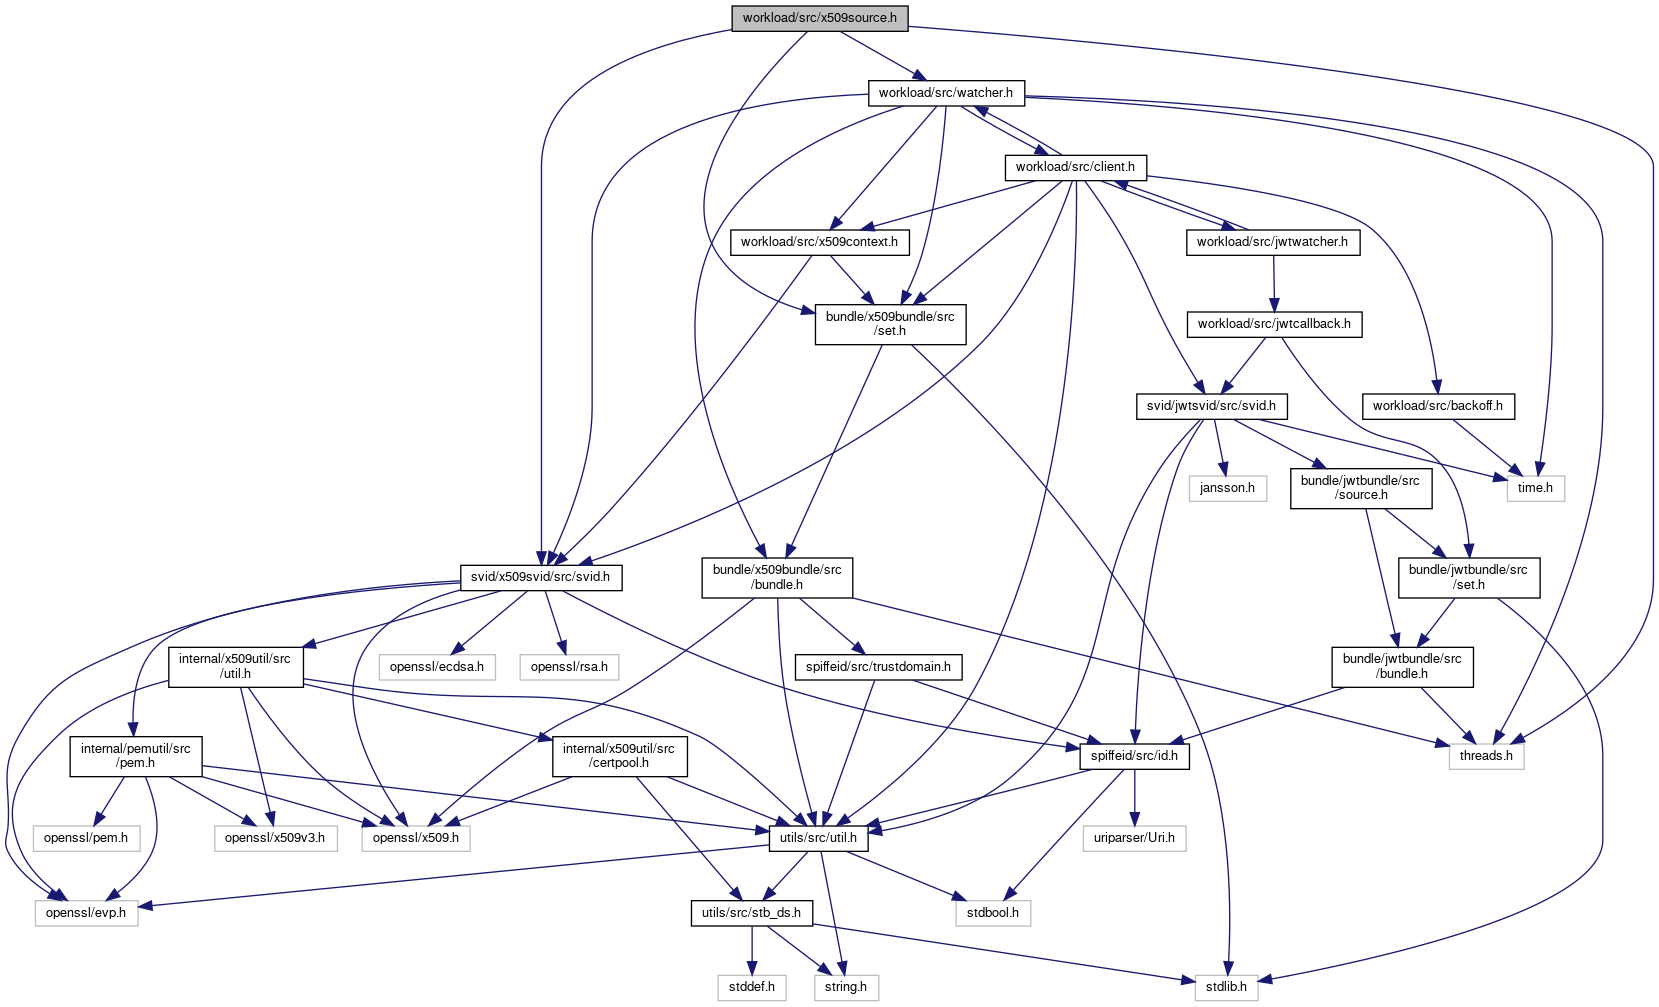 workload/src/x509source.h
workload/src/watcher.h
workload/src/client.h
workload/src/x509context.h
workload/src/jwtwatcher.h
bundle/x509bundle/src
/set.h
workload/src/jwtcallback.h
svid/jwtsvid/src/svid.h
workload/src/backoff.h
jansson.h
bundle/jwtbundle/src
/source.h
time.h
svid/x509svid/src/svid.h
bundle/x509bundle/src
/bundle.h
bundle/jwtbundle/src
/set.h
internal/x509util/src
/util.h
openssl/ecdsa.h
openssl/rsa.h
spiffeid/src/trustdomain.h
bundle/jwtbundle/src
/bundle.h
internal/pemutil/src
/pem.h
internal/x509util/src
/certpool.h
spiffeid/src/id.h
threads.h
openssl/pem.h
openssl/x509v3.h
openssl/x509.h
utils/src/util.h
uriparser/Uri.h
openssl/evp.h
utils/src/stb_ds.h
stdbool.h
stddef.h
string.h
stdlib.h